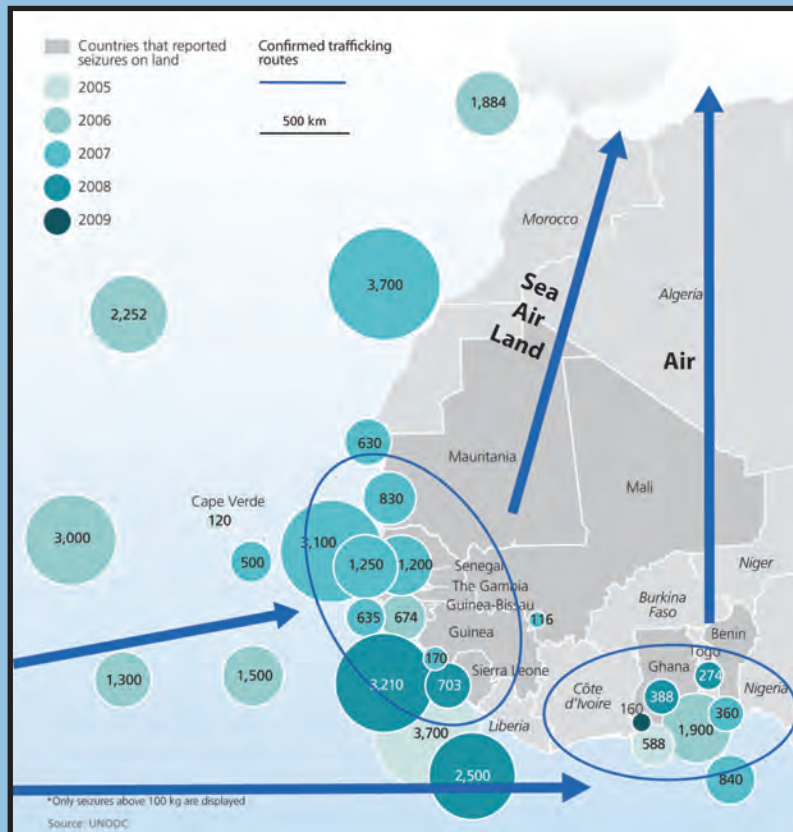 Countries that reported
seizures on land
2005
2006
2007
2008
2009
Confirmed trafficking
routes
500 km
1,884
Morocco
3,700
2,252
Sea
Air
Land
Algeria
Air
630
Mauritania
Mali
830
Cape Verde
120
3,000
500
3,100
1,250
1,200
Senegal
The Gambia
Guinea-Bissau
Niger
Burkina
Faso
116
635
674
Guinea
Benin
Togo
170
Sierra Leone
Ghana
274
1,300
1,500
3,210
703
Côte
d'Ivoire
388
Nigeria
160
360
3,700
Liberia
1,900
588
2,500
840
*Only seizures above 100 kg are displayed
Source: UNODC